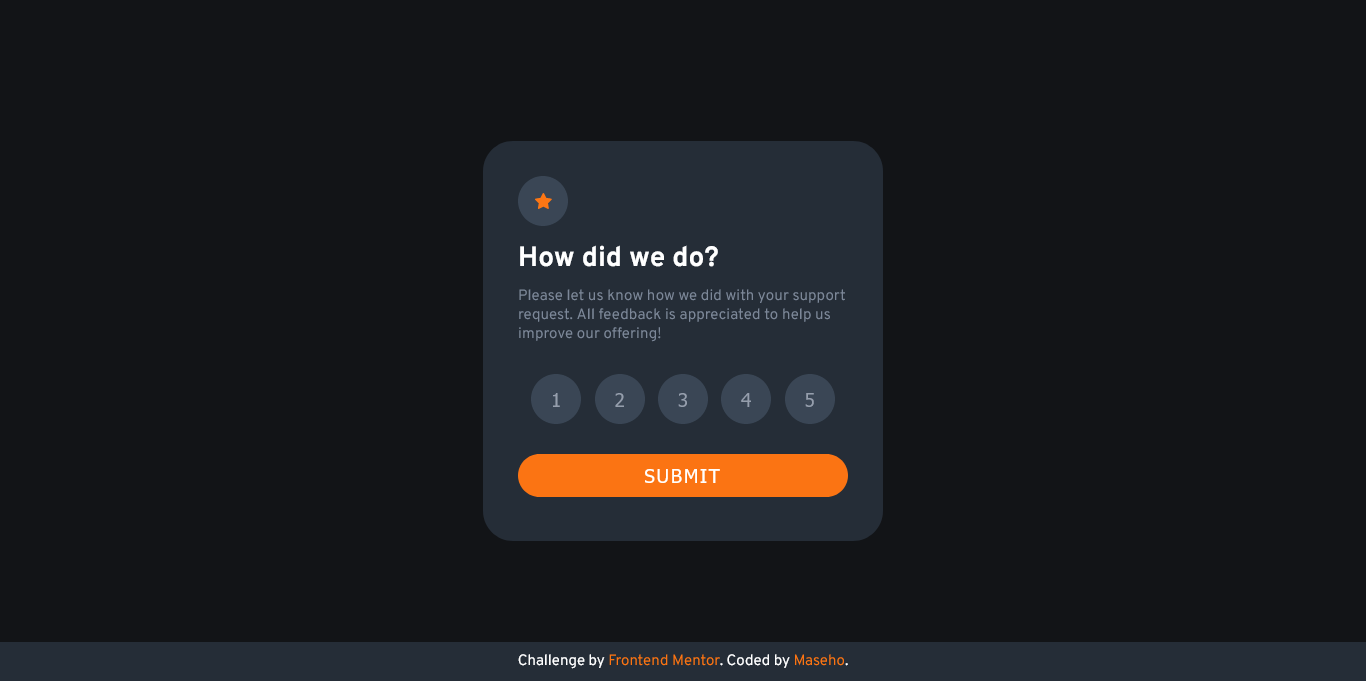 How did we do?
Please let us know how we did with your support
request. All feedback is appreciated to help us
improve our offering!
1 2 3 4 5
SUBMIT
Challenge by Frontend Mentor. Coded by Maseho.